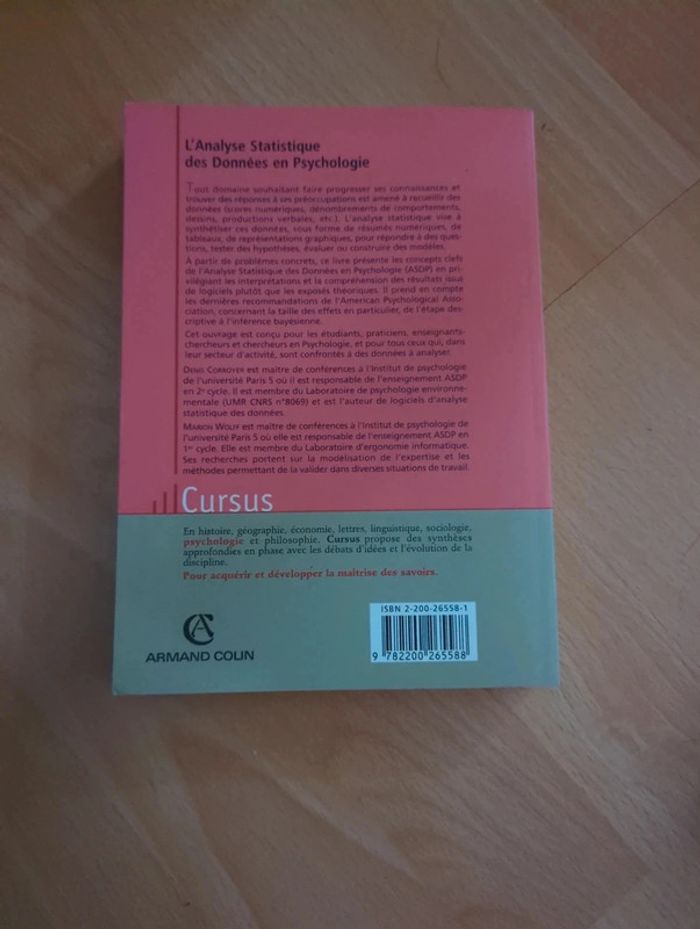 L'Analyse Statistique
des Données en Psychologie
Tout domaine souhaitant faire progresser ses connaissances et
trouver des réponses à ses préoccupations est amené à recueillir des
données (scores numériques, dénombrements de comportements,
dessins, productions verbales, etc.). L'analyse statistique vise à
synthétiser ces données, sous forme de résumés numériques, de
tableaux, de représentations graphiques, pour répondre à des ques-
tions, tester des hypothèses, évaluer ou construire des modèles.
A partir de problèmes concrets, ce livre présente les concepts clefs
de l'Analyse Statistique des Données en Psychologie (ASDP) en pri-
vilégiant les interprétations et la compréhension des résultats issus
de logiciels plutôt que les exposés théoriques. Il prend en compte
les dernières recommandations de l'American Psychological Asso-
ciation, concernant la taille des effets en particulier, de l'étape des-
criptive à l'inférence bayésienne.
Cet ouvrage est conçu pour les étudiants, praticiens, enseignants-
chercheurs et chercheurs en Psychologie, et pour tous ceux qui, dans
leur secteur d'activité, sont confrontés à des données à analyser.
DENIS CORROYER est maître de conférences à l'Institut de psychologie
de l'université Paris 5 où il est responsable de l'enseignement ASDP
en 2e cycle. Il est membre du Laboratoire de psychologie environne-
mentale (UMR CNRS n°8069) et est l'auteur de logiciels d'analyse
statistique des données.
MARION WOLFF est maître de conférences à l'Institut de psychologie de
l'université Paris 5 où elle est responsable de l'enseignement ASDP en
1er cycle. Elle est membre du Laboratoire d'ergonomie informatique.
Ses recherches portent sur la modélisation de l'expertise et les
méthodes permettant de la valider dans diverses situations de travail.
Cursus
En histoire, géographie, économie, lettres, linguistique, sociologie,
psychologie et philosophie, Cursus propose des synthèses
approfondies en phase avec les débats d'idées et l'évolution de la
discipline.
Pour acquérir et développer la maîtrise des savoirs.
ISBN 2-200-26558-1
9 782200 265588
AC
ARMAND COLIN